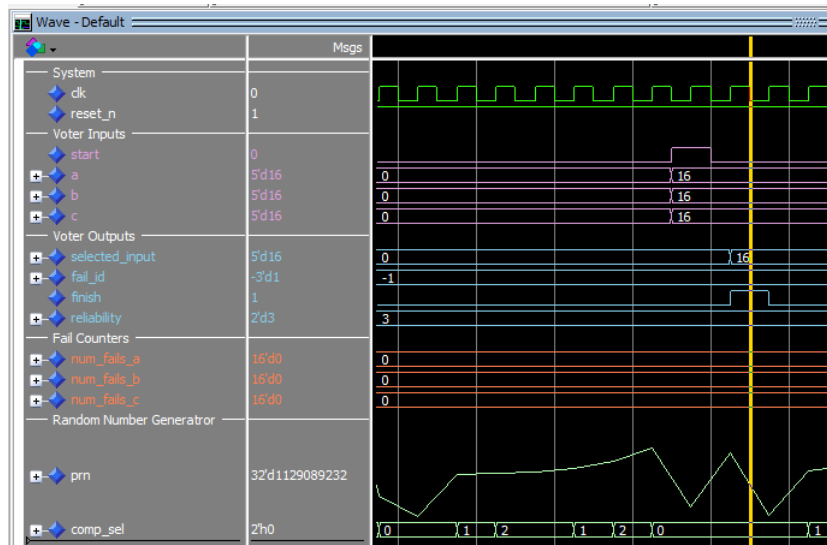 Wave - Default
Msgs
System
clk 0
reset_n 1
Voter Inputs
start 0
a 5'd16 0 16
b 5'd16 0 16
c 5'd16 0 16
Voter Outputs
selected_input 5'd16 0 16
fail_id -3'd1 -1
finish 1
reliability 2'd3 3
Fail Counters
num_fails_a 16'd0 0
num_fails_b 16'd0 0
num_fails_c 16'd0 0
Random Number Generatror
prn 32'd1129089232
comp_sel 2'h0 0 1 2 1 2 0 1